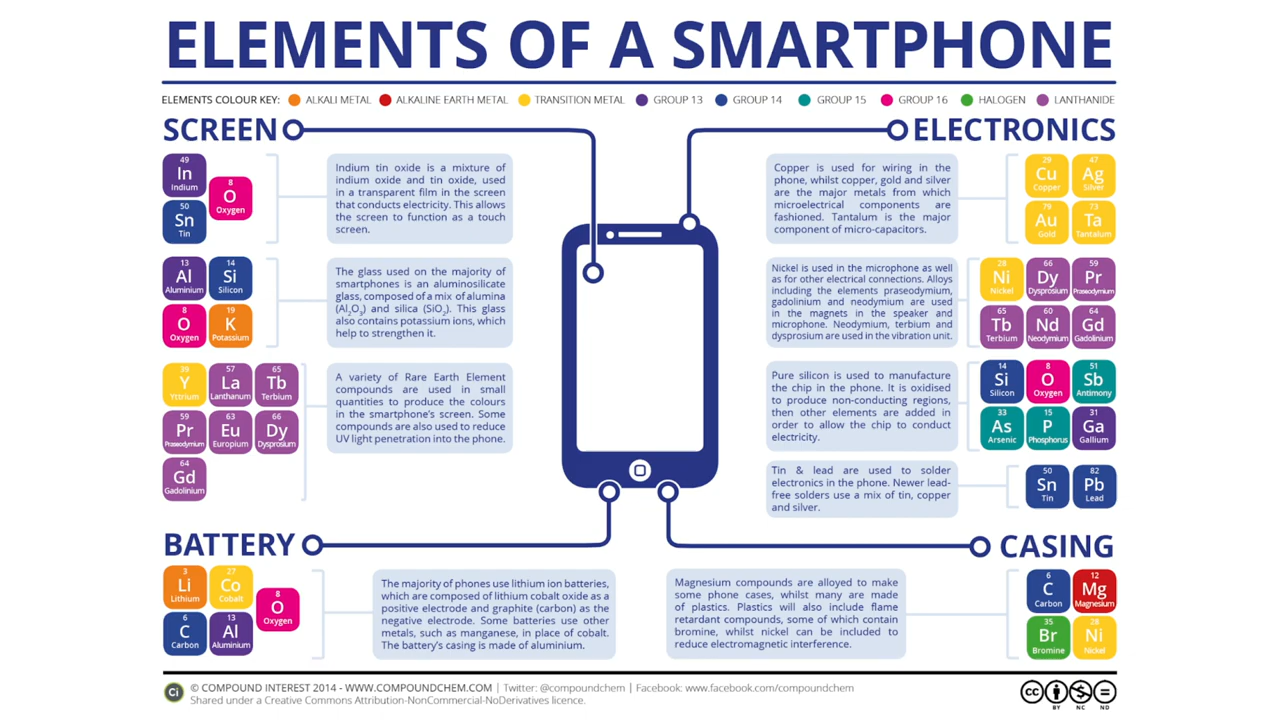 ELEMENTS OF A SMARTPHONE
ELEMENTS COLOUR KEY: ALKALI METAL ALKALINE EARTH METAL TRANSITION METAL GROUP 13 GROUP 14 GROUP 15 GROUP 16 HALOGEN LANTHANIDE
SCREEN
49
In
Indium
8
O
Oxygen
50
Sn
Tin
Indium tin oxide is a mixture of
indium oxide and tin oxide, used
in a transparent film in the screen
that conducts electricity. This allows
the screen to function as a touch
screen.
13
Al
Aluminium
14
Si
Silicon
8
O
Oxygen
19
K
Potassium
The glass used on the majority of
smartphones is an aluminosilicate
glass, composed of a mix of alumina
(Al₂O₃) and silica (SiO₂). This glass
also contains potassium ions, which
help to strengthen it.
39
Y
Yttrium
57
La
Lanthanum
65
Tb
Terbium
59
Pr
Praseodymium
63
Eu
Europium
66
Dy
Dysprosium
64
Gd
Gadolinium
A variety of Rare Earth Element
compounds are used in small
quantities to produce the colours
in the smartphone's screen. Some
compounds are also used to reduce
UV light penetration into the phone.
ELECTRONICS
Copper is used for wiring in the
phone, whilst copper, gold and silver
are the major metals from which
microelectrical components are
fashioned. Tantalum is the major
component of micro-capacitors.
29
Cu
Copper
47
Ag
Silver
79
Au
Gold
73
Ta
Tantalum
Nickel is used in the microphone as well
as for other electrical connections. Alloys
including the elements praseodymium,
gadolinium and neodymium are used
in the magnets in the speaker and
microphone. Neodymium, terbium and
dysprosium are used in the vibration unit.
28
Ni
Nickel
66
Dy
Dysprosium
59
Pr
Praseodymium
65
Tb
Terbium
60
Nd
Neodymium
64
Gd
Gadolinium
Pure silicon is used to manufacture
the chip in the phone. It is oxidised
to produce non-conducting regions,
then other elements are added in
order to allow the chip to conduct
electricity.
14
Si
Silicon
8
O
Oxygen
51
Sb
Antimony
33
As
Arsenic
15
P
Phosphorus
31
Ga
Gallium
Tin & lead are used to solder
electronics in the phone. Newer lead-
free solders use a mix of tin, copper
and silver.
50
Sn
Tin
82
Pb
Lead
BATTERY
3
Li
Lithium
27
Co
Cobalt
8
O
Oxygen
6
C
Carbon
13
Al
Aluminium
The majority of phones use lithium ion batteries,
which are composed of lithium cobalt oxide as a
positive electrode and graphite (carbon) as the
negative electrode. Some batteries use other
metals, such as manganese, in place of cobalt.
The battery's casing is made of aluminium.
CASING
Magnesium compounds are alloyed to make
some phone cases, whilst many are made
of plastics. Plastics will also include flame
retardant compounds, some of which contain
bromine, whilst nickel can be included to
reduce electromagnetic interference.
6
C
Carbon
12
Mg
Magnesium
35
Br
Bromine
28
Ni
Nickel
Ci
© COMPOUND INTEREST 2014 - WWW.COMPOUNDCHEM.COM | Twitter: @compoundchem | Facebook: www.facebook.com/compoundchem
Shared under a Creative Commons Attribution-NonCommercial-NoDerivatives licence.
cc
BY NC ND